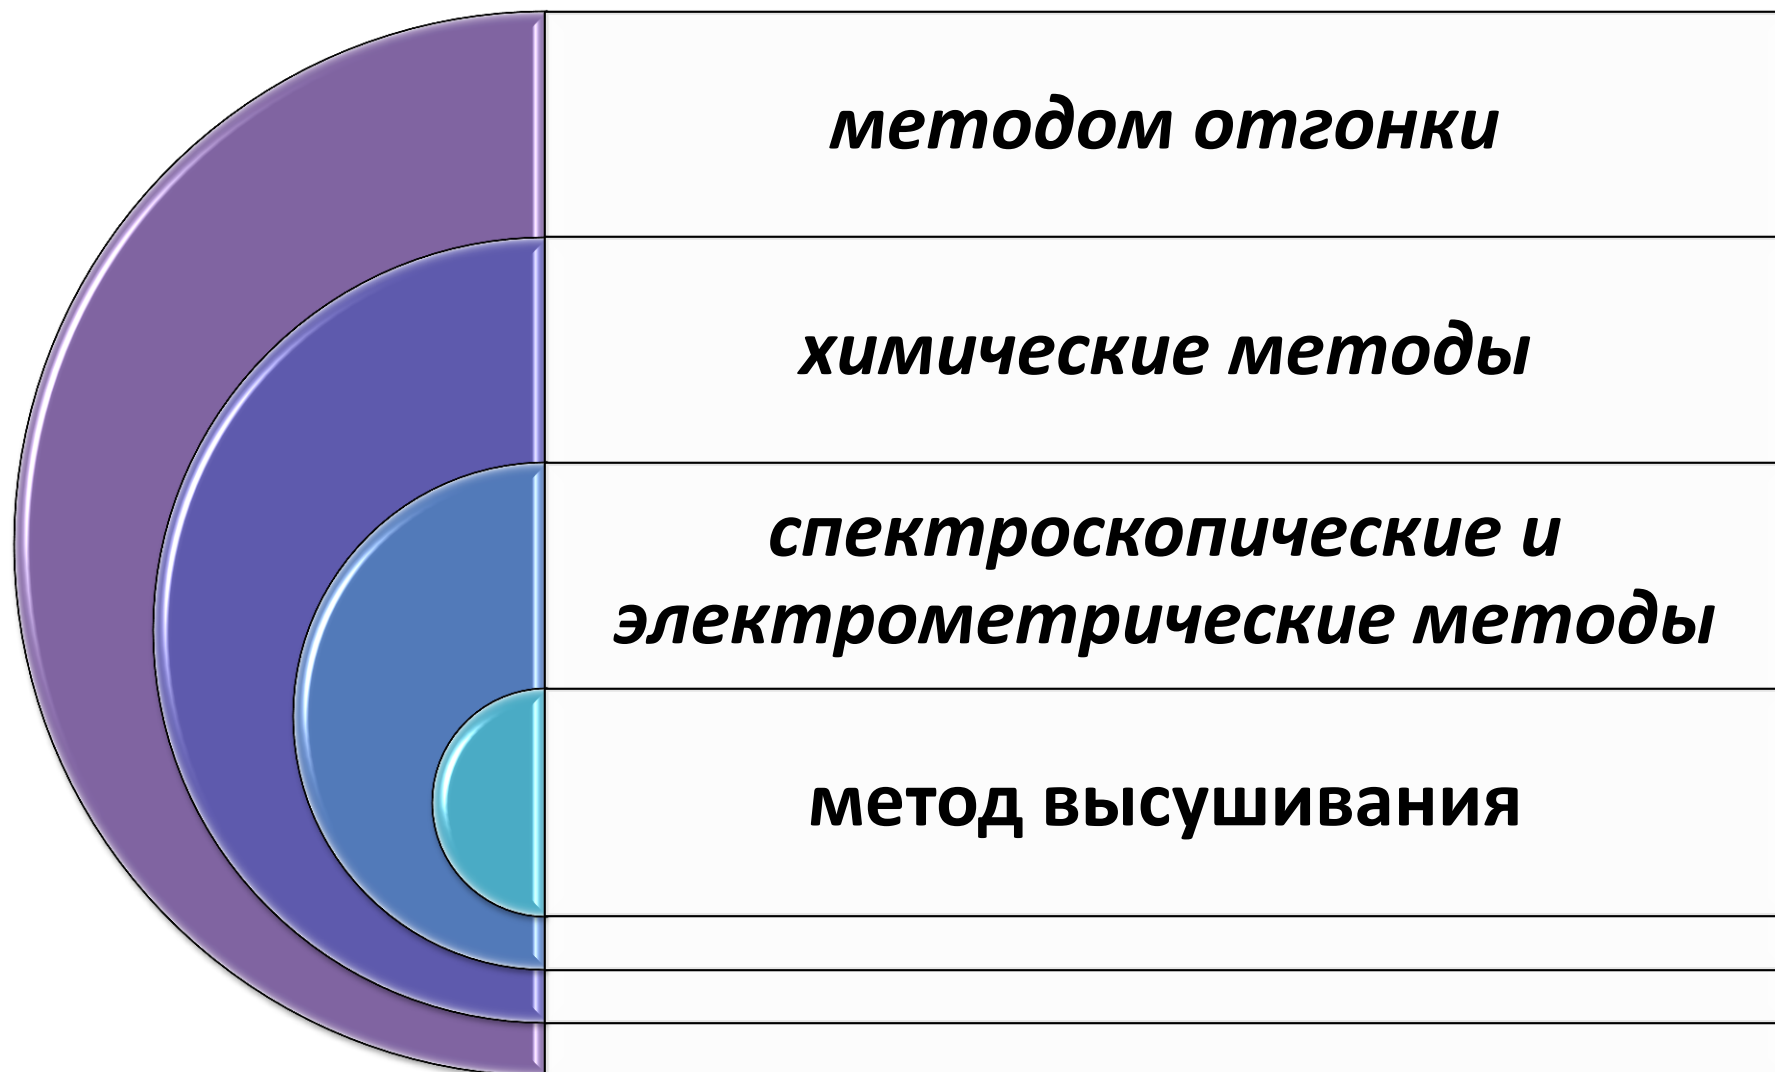 методом отгонки
химические методы
спектроскопические и
электрометрические методы
метод высушивания